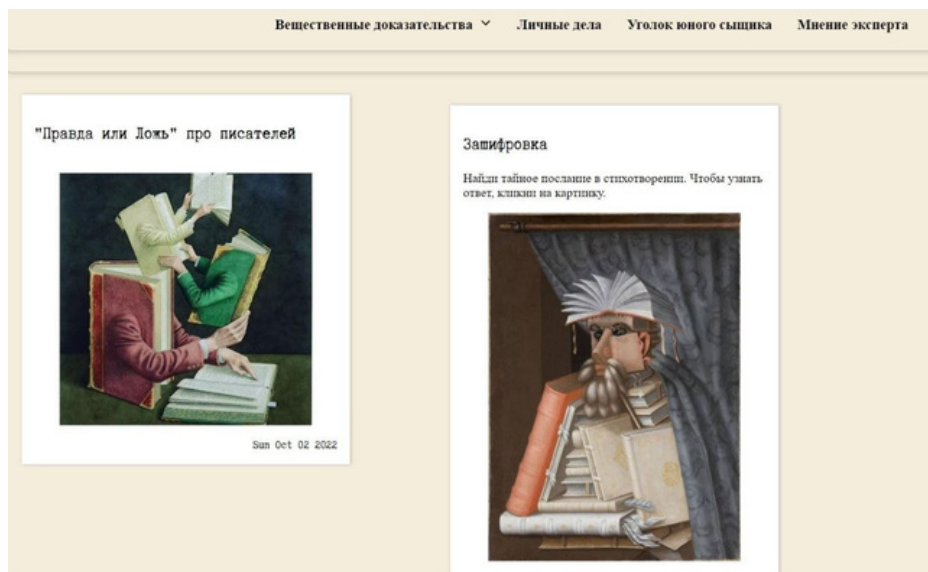 Вещественные доказательства Личные дела Уголок юного сыщика Мнение эксперта
"Правда или Ложь" про писателей
Sun Oct 02 2022
Зашифровка
Найди тайное послание в стихотворении. Чтобы узнать
ответ, кликни на картинку.